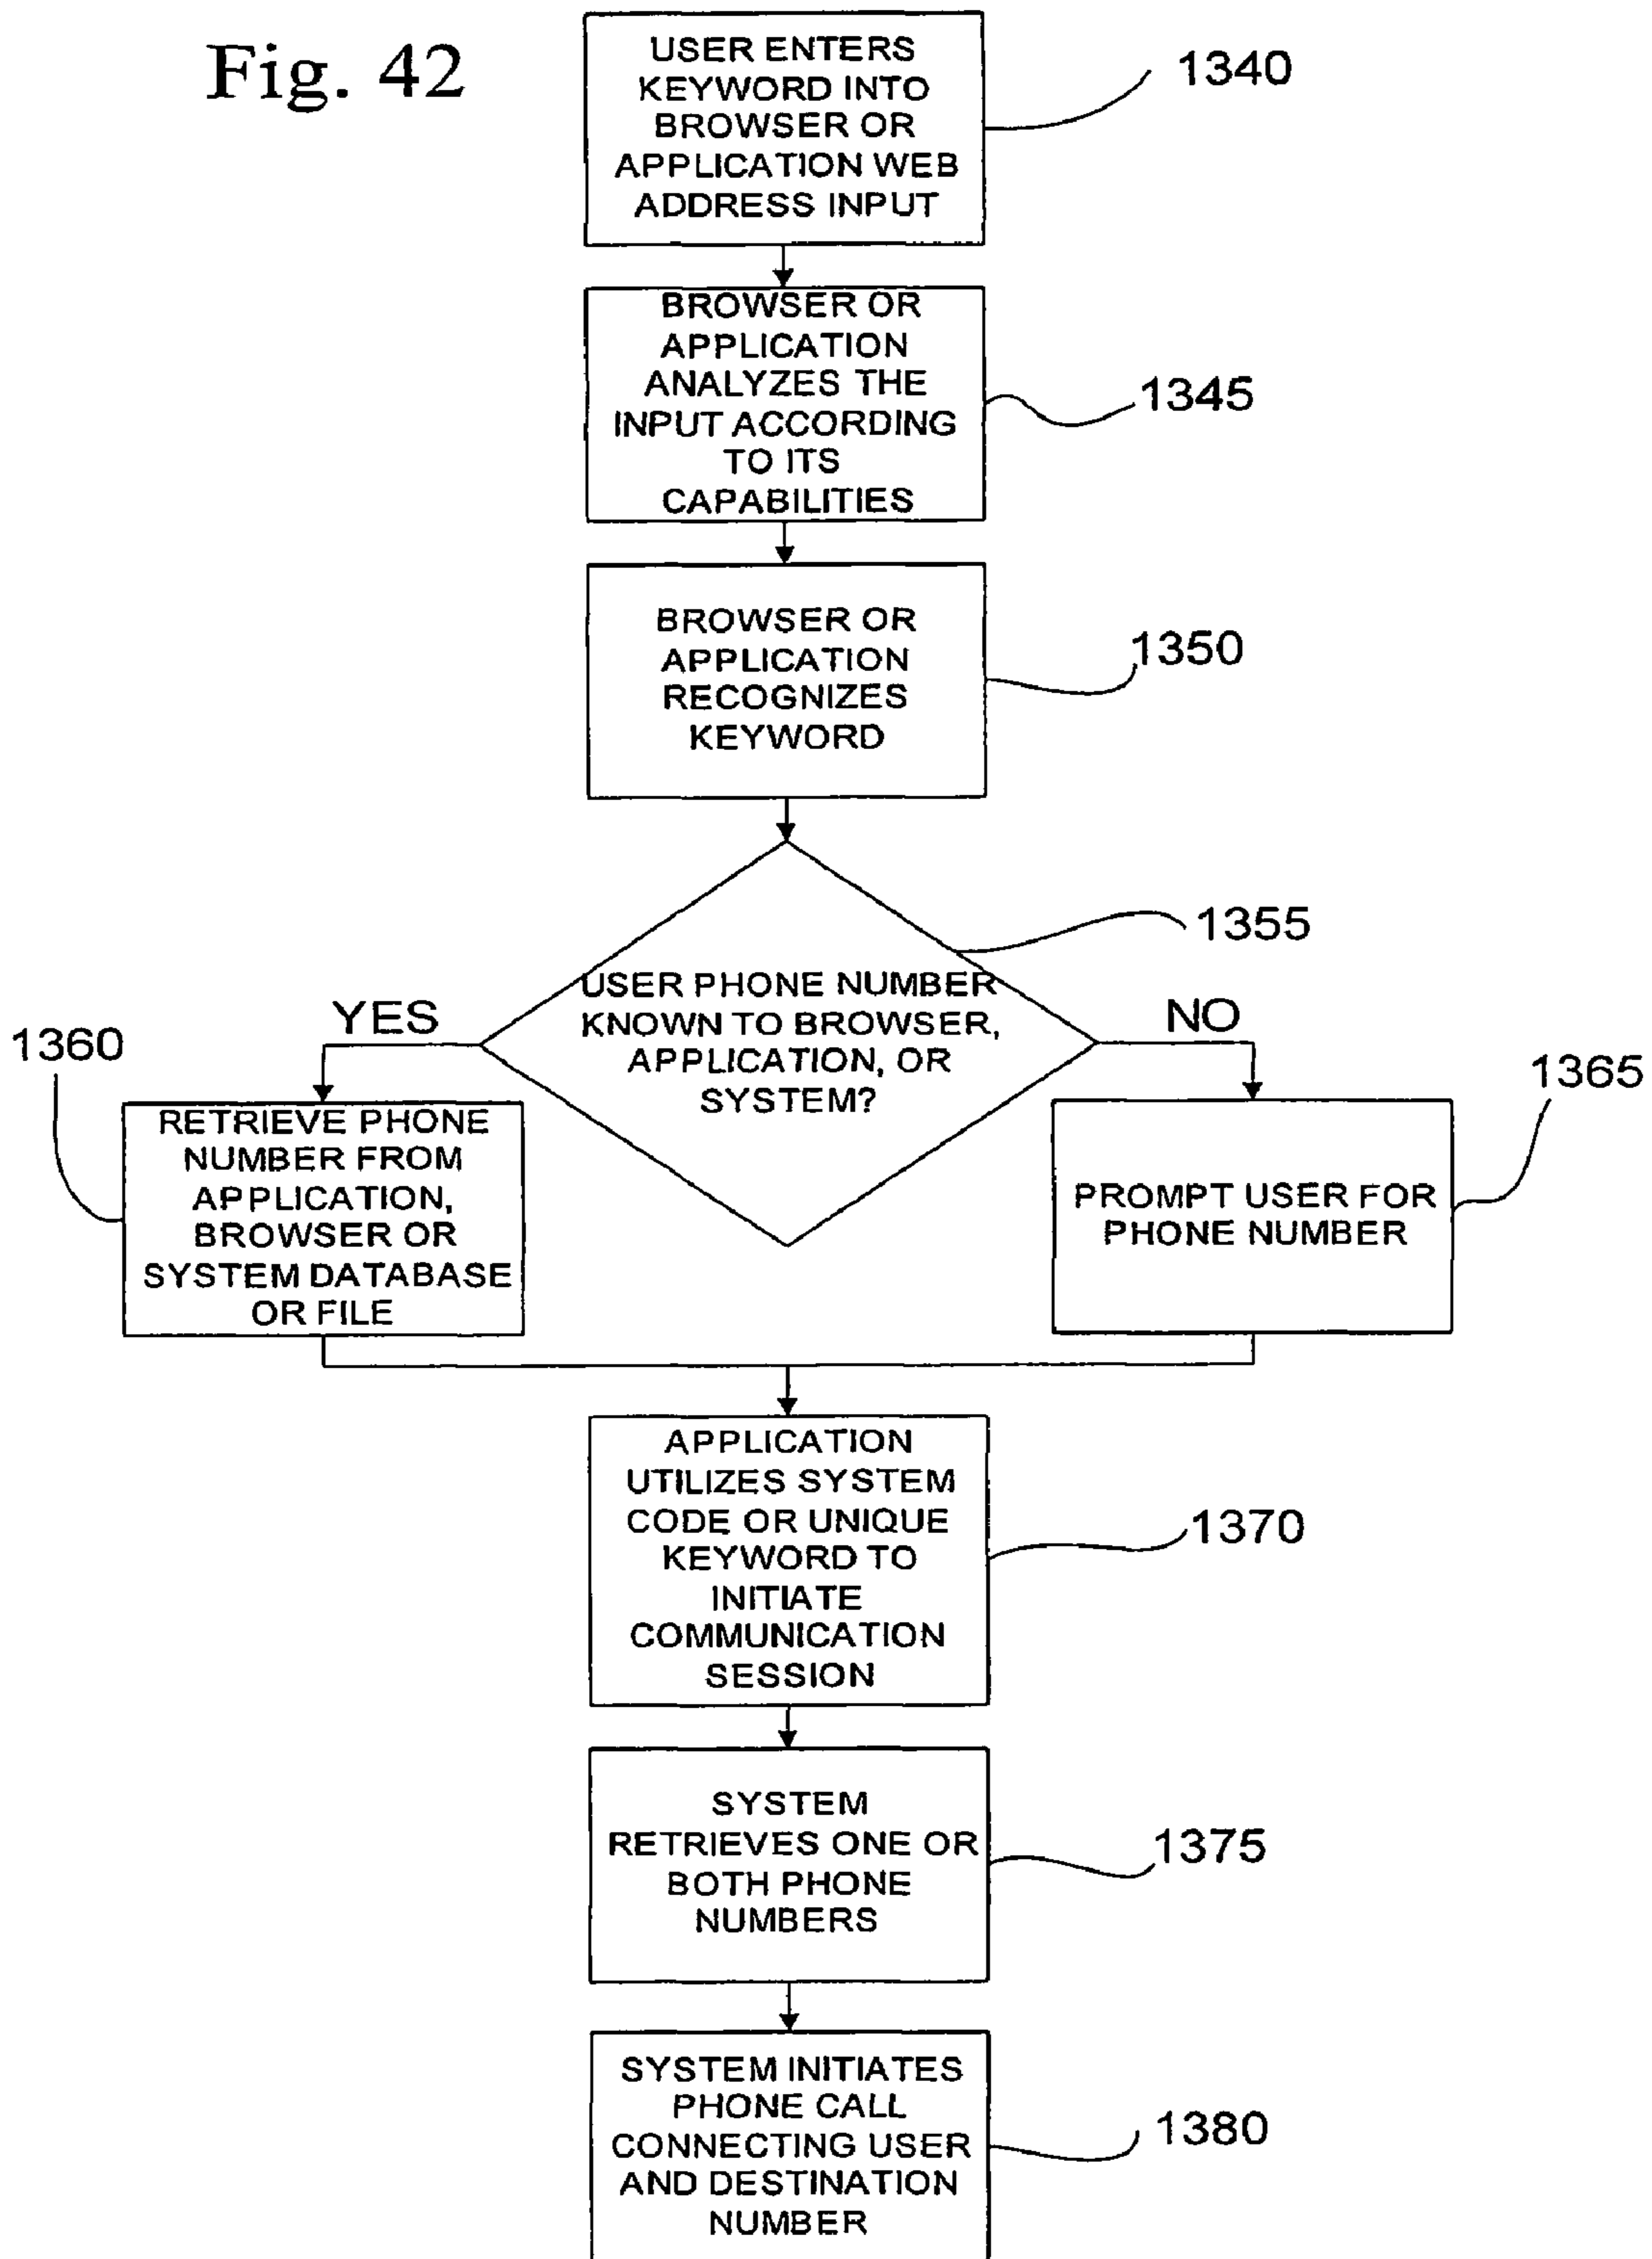 Fig. 42
USER ENTERS
KEYWORD INTO
BROWSER OR
APPLICATION WEB
ADDRESS INPUT
1340
BROWSER OR
APPLICATION
ANALYZES THE
INPUT ACCORDING
TO ITS
CAPABILITIES
1345
BROWSER OR
APPLICATION
RECOGNIZES
KEYWORD
1350
USER PHONE NUMBER
KNOWN TO BROWSER,
APPLICATION, OR
SYSTEM?
1355
YES
NO
1360
RETRIEVE PHONE
NUMBER FROM
APPLICATION,
BROWSER OR
SYSTEM DATABASE
OR FILE
1365
PROMPT USER FOR
PHONE NUMBER
APPLICATION
UTILIZES SYSTEM
CODE OR UNIQUE
KEYWORD TO
INITIATE
COMMUNICATION
SESSION
1370
SYSTEM
RETRIEVES ONE OR
BOTH PHONE
NUMBERS
1375
SYSTEM INITIATES
PHONE CALL
CONNECTING USER
AND DESTINATION
NUMBER
1380